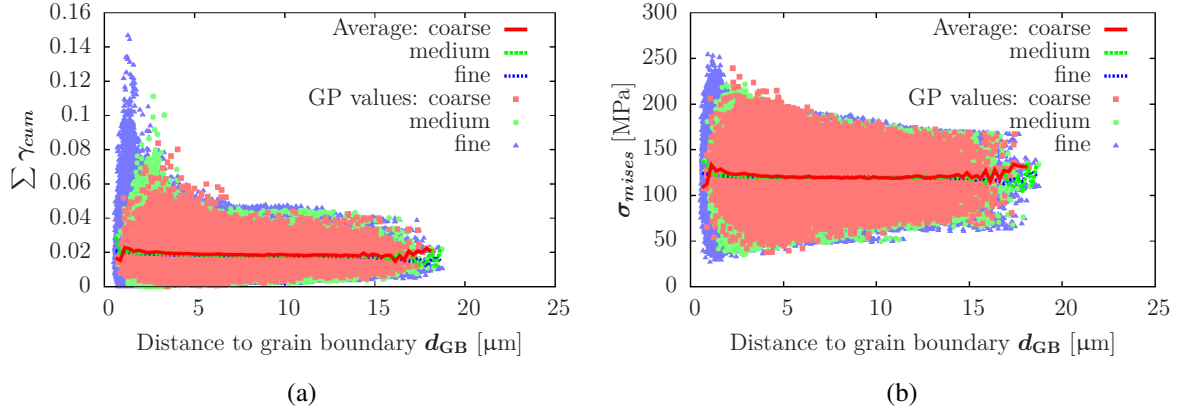 0.16
0.14
0.12
0.1
0.08
0.06
0.04
0.02
0
∑ γcum
0 5 10 15 20 25
Distance to grain boundary dGB [μm]
Average: coarse
medium
fine
GP values: coarse
medium
fine
(a)
300
250
200
150
100
50
0
σmises [MPa]
0 5 10 15 20 25
Distance to grain boundary dGB [μm]
Average: coarse
medium
fine
GP values: coarse
medium
fine
(b)